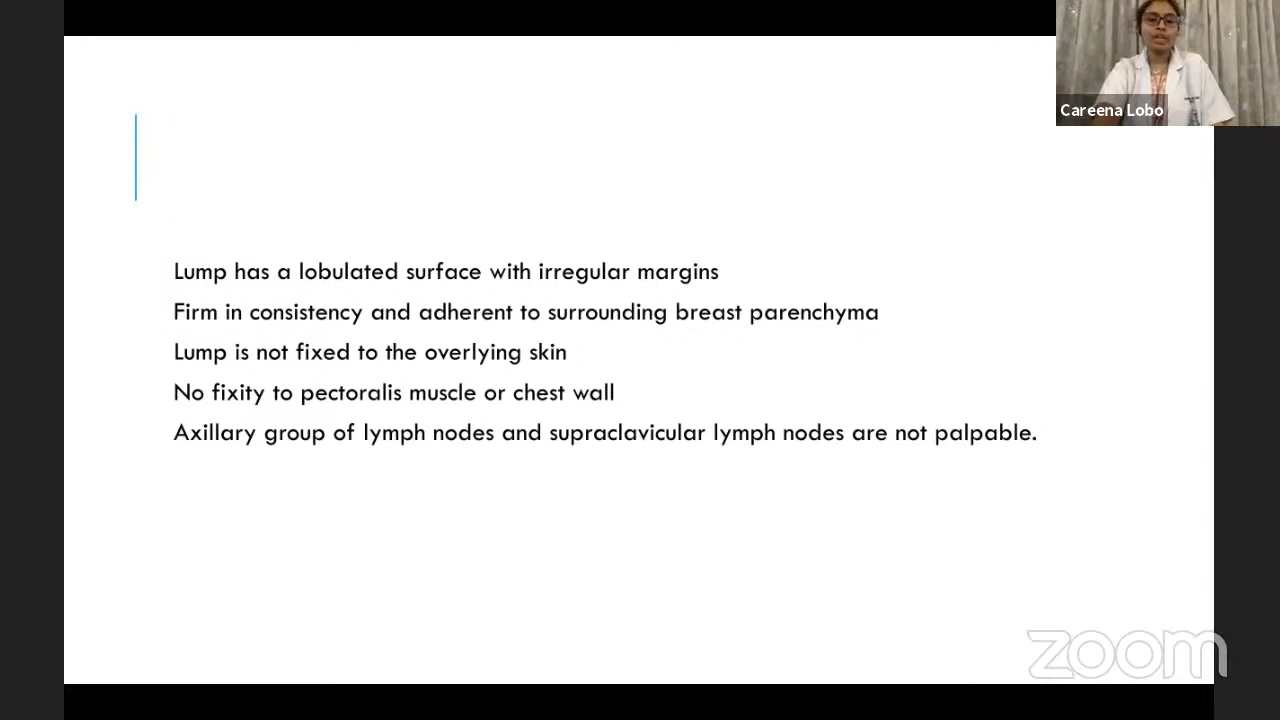 Careena Lobo
Lump has a lobulated surface with irregular margins
Firm in consistency and adherent to surrounding breast parenchyma
Lump is not fixed to the overlying skin
No fixity to pectoralis muscle or chest wall
Axillary group of lymph nodes and supraclavicular lymph nodes are not palpable.
zoom